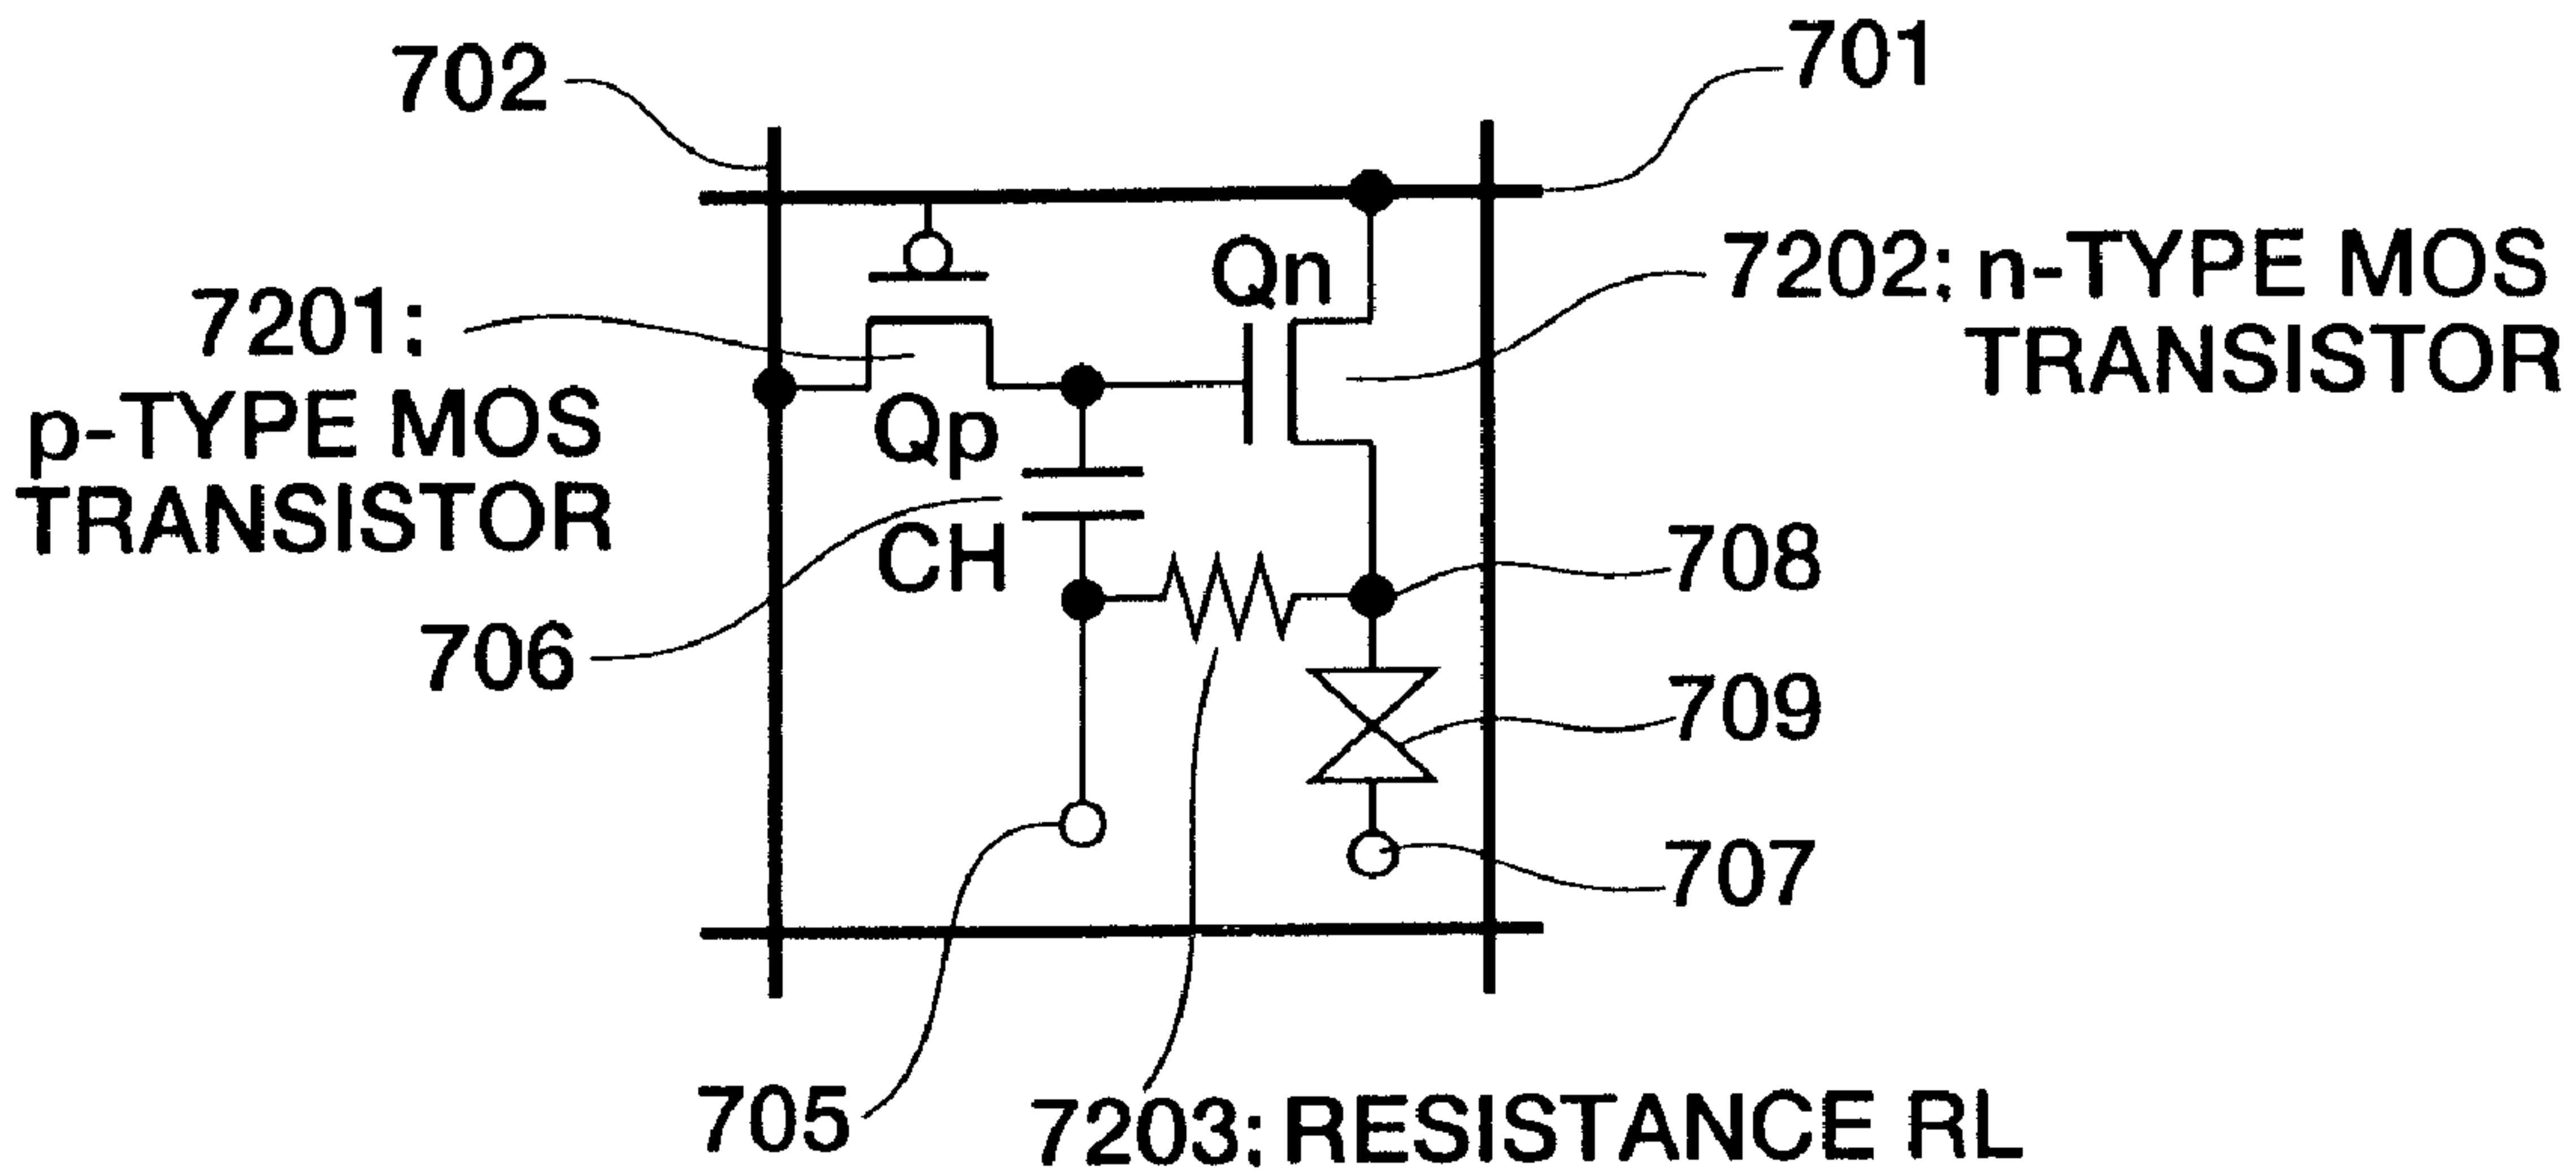 702
701
Qn
7202; n-TYPE MOS
TRANSISTOR
7201;
p-TYPE MOS
TRANSISTOR
Qp
CH
708
706
709
707
705
7203; RESISTANCE RL